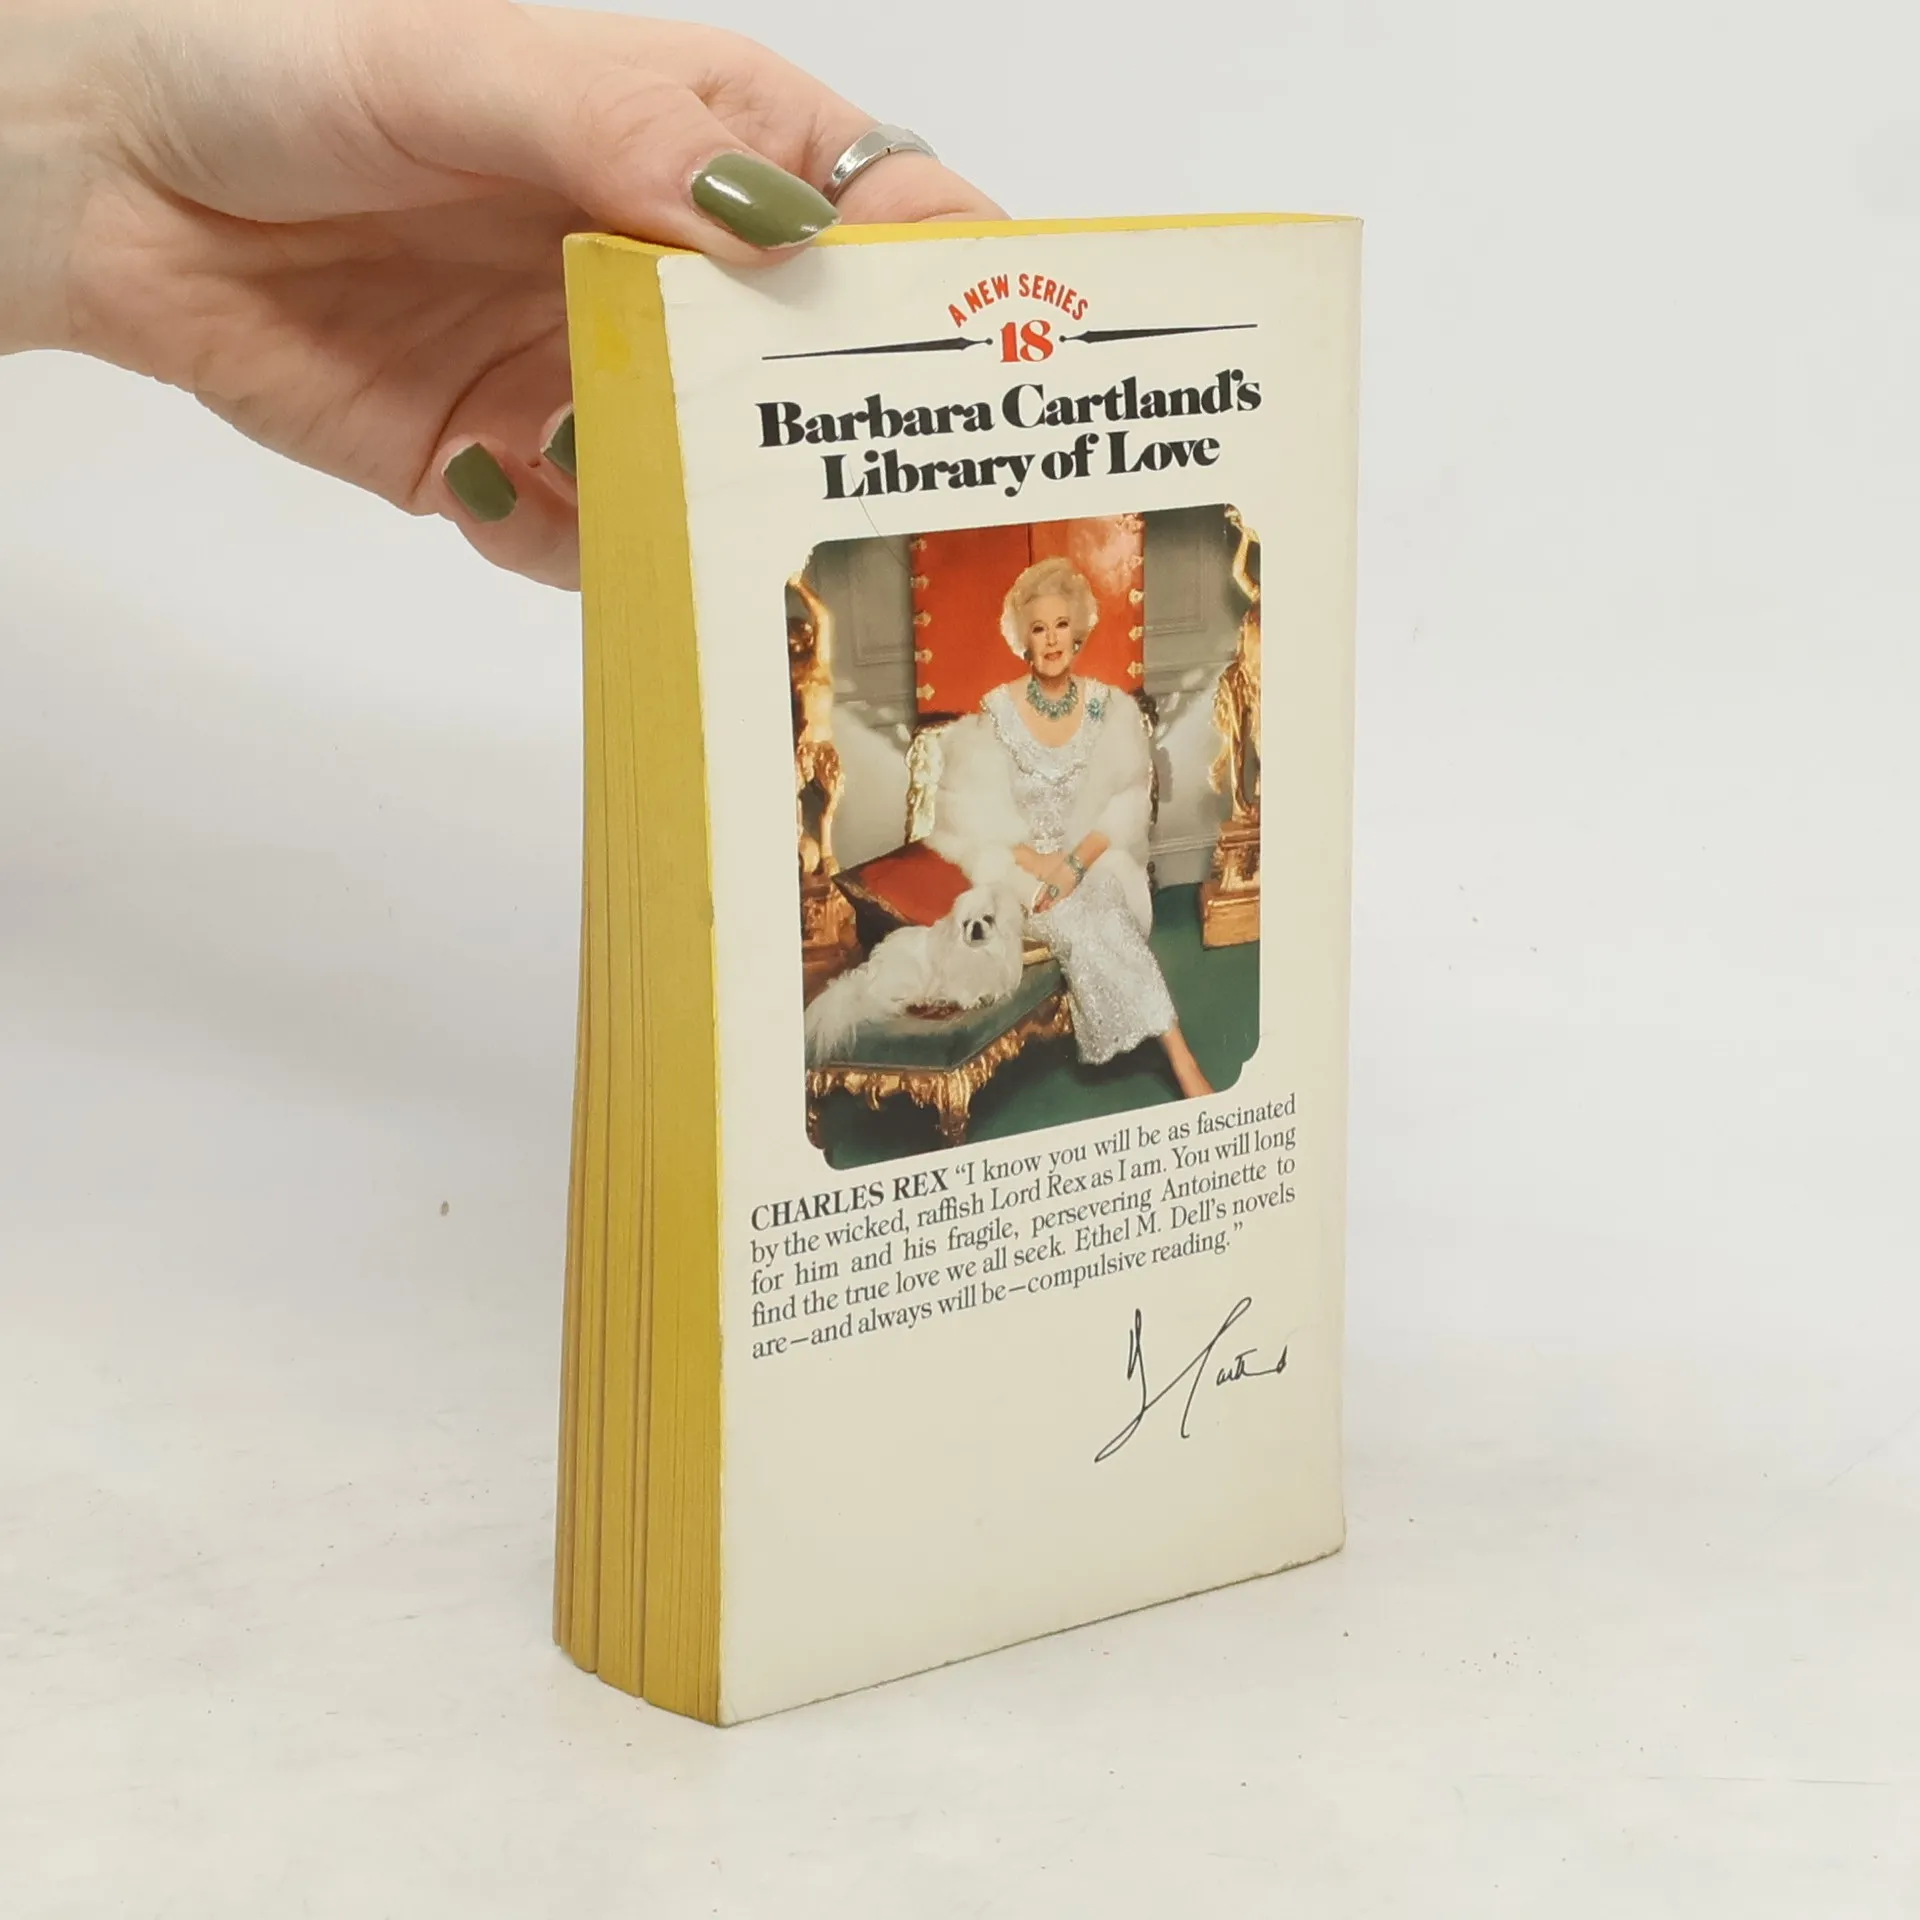 A NEW SERIES
18
Barbara Cartland's
Library of Love
CHARLES REX “I know you will be as fascinated
by the wicked, raffish Lord Rex as I am. You will long
for him and his fragile, persevering Antoinette to
find the true love we all seek. Ethel M. Dell's novels
are—and always will be—compulsive reading.”
Cartland